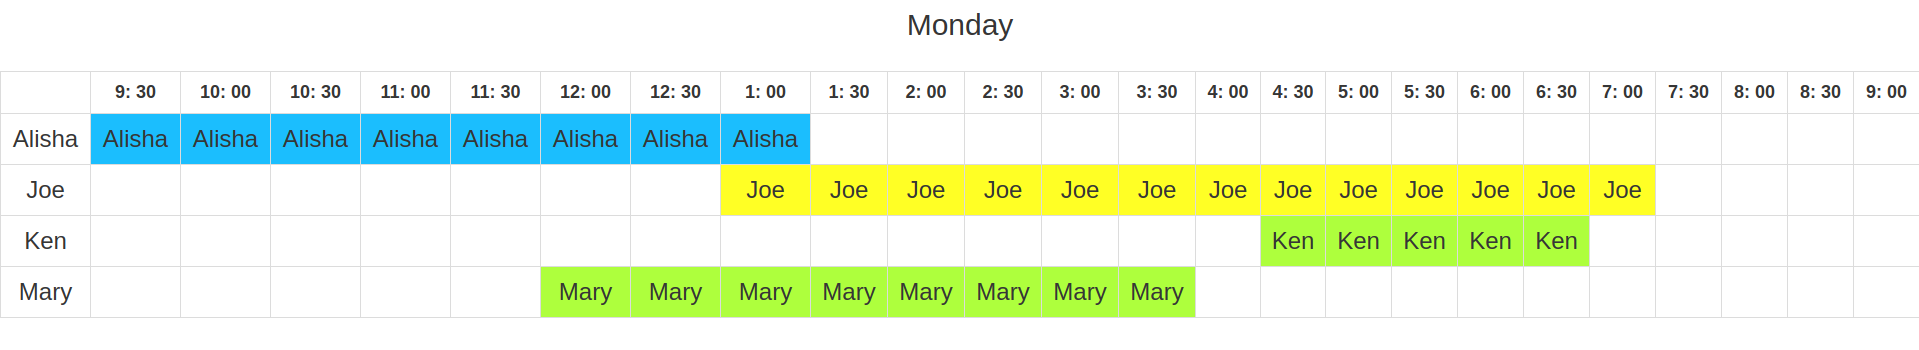 Monday
9: 30 10: 00 10: 30 11: 00 11: 30 12: 00 12: 30 1: 00 1: 30 2: 00 2: 30 3: 00 3: 30 4: 00 4: 30 5: 00 5: 30 6: 00 6: 30 7: 00 7: 30 8: 00 8: 30 9: 00
Alisha Alisha Alisha Alisha Alisha Alisha Alisha Alisha Alisha
Joe Joe Joe Joe Joe Joe Joe Joe Joe Joe Joe Joe Joe Joe
Ken Ken Ken Ken Ken Ken
Mary Mary Mary Mary Mary Mary Mary Mary Mary